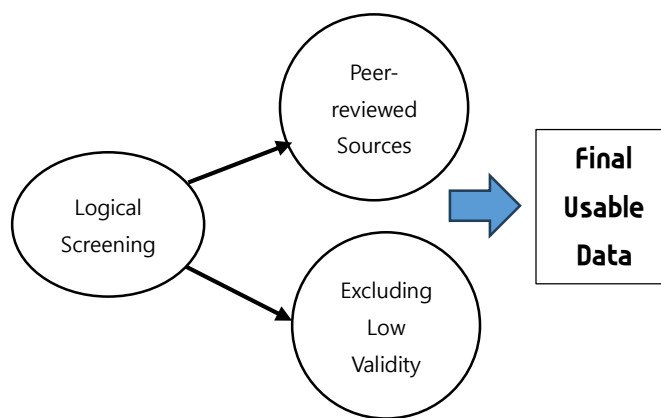 Peer-
reviewed
Sources
Logical
Screening
Excluding
Low
Validity
Final
Usable
Data